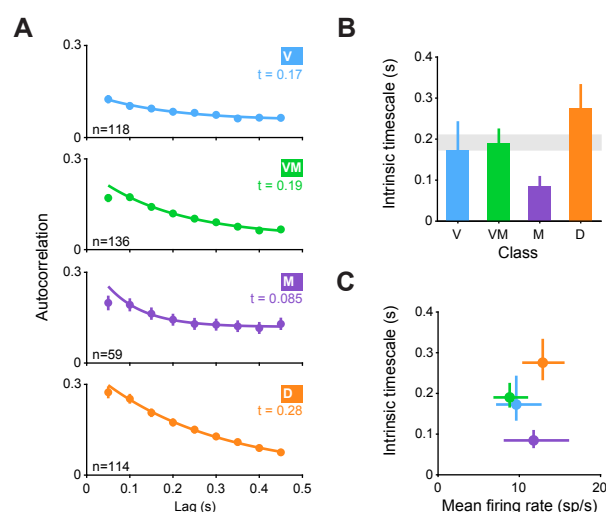 A
0.3
V
t = 0.17
0
n=118
0.3
VM
t = 0.19
0
n=136
0.3
M
t = 0.085
0
n=59
0.3
D
t = 0.28
0
n=114
0 0.1 0.2 0.3 0.4 0.5
Lag (s)
Autocorrelation
B
Intrinsic timescale (s)
0.4
0.3
0.2
0.1
0
V VM M D
Class
C
Intrinsic timescale (s)
0.4
0.3
0.2
0.1
0
0 10 20
Mean firing rate (sp/s)